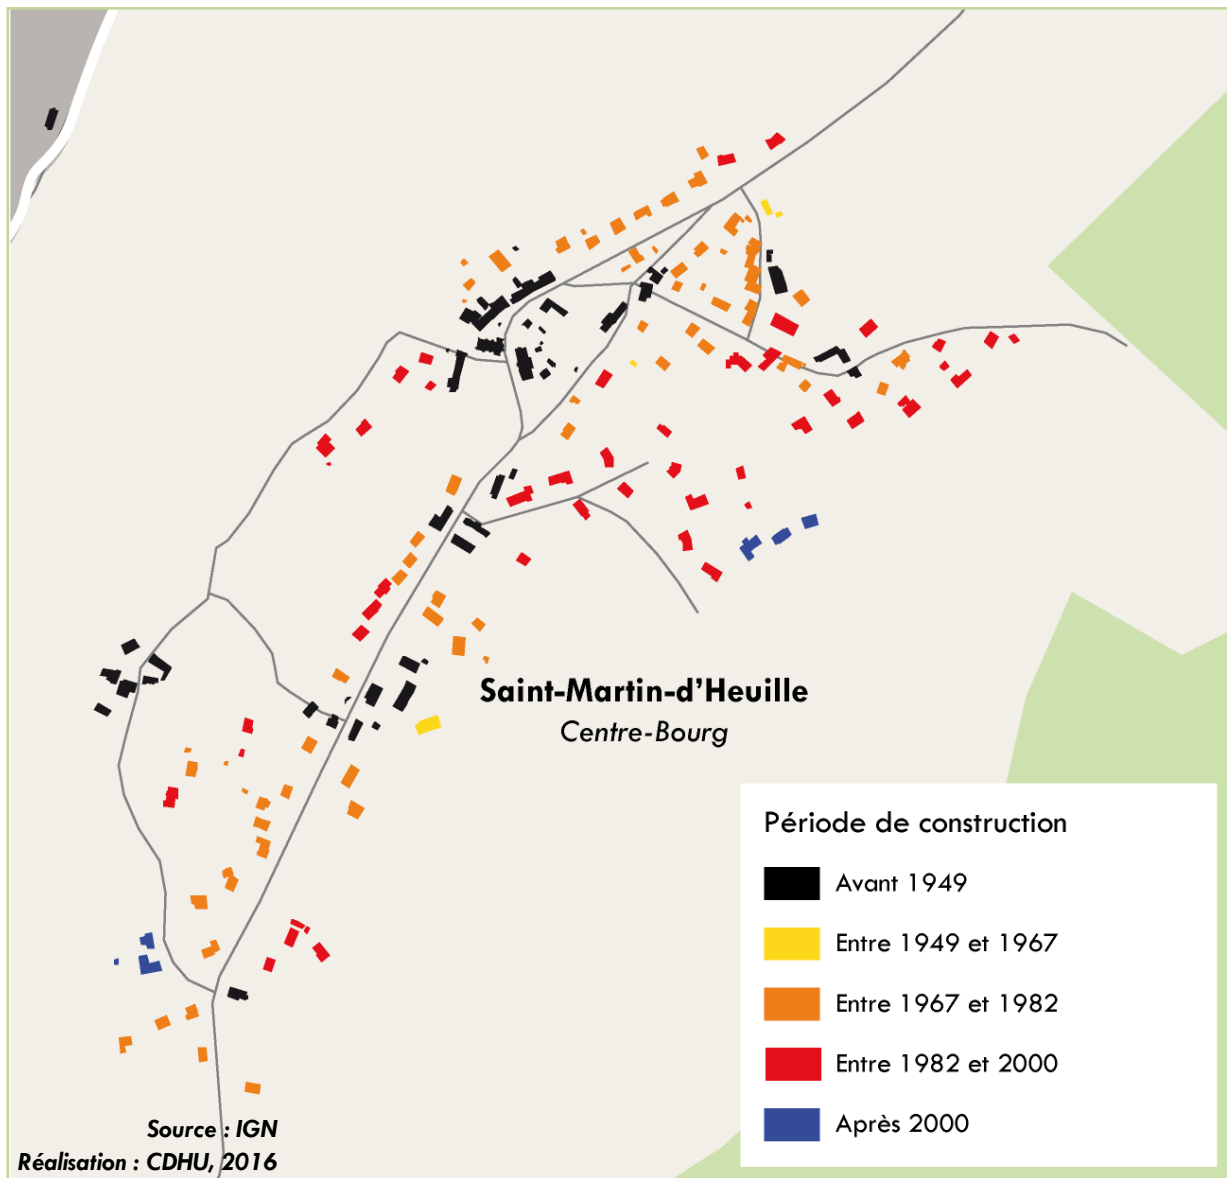 Saint-Martin-d'Heuille
Centre-Bourg
Période de construction
Avant 1949
Entre 1949 et 1967
Entre 1967 et 1982
Entre 1982 et 2000
Après 2000
Source : IGN
Réalisation : CDHU, 2016